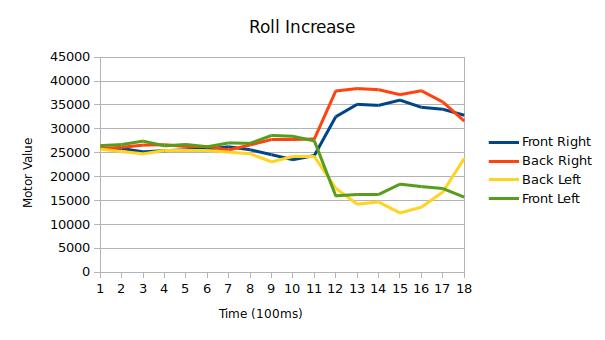 Roll Increase
45000
40000
35000
30000
25000
20000
15000
10000
5000
0
Motor Value
1 2 3 4 5 6 7 8 9 10 11 12 13 14 15 16 17 18
Time (100ms)
Front Right
Back Right
Back Left
Front Left